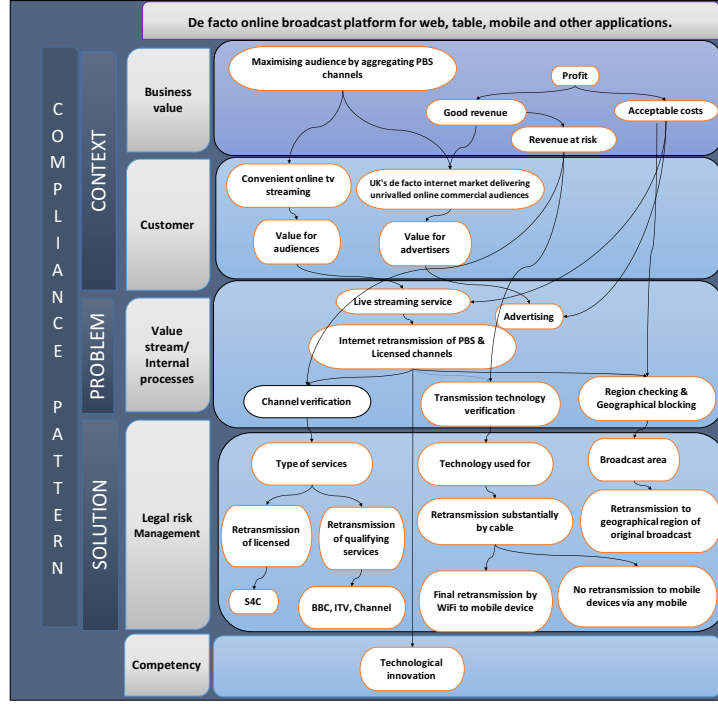 De facto online broadcast platform for web, table, mobile and other applications.
COMPLIANCE PATTERN
CONTEXT
PROBLEM
SOLUTION
Business
value
Maximising audience by aggregating PBS
channels
Profit
Good revenue
Acceptable costs
Revenue at risk
Customer
Convenient online tv
streaming
UK's de facto internet market delivering
unrivalled online commercial audiences
Value for
audiences
Value for
advertisers
Value
stream/
Internal
processes
Live streaming service
Advertising
Internet retransmission of PBS &
Licensed channels
Channel verification
Transmission technology
verification
Region checking &
Geographical blocking
Legal risk
Management
Type of services
Technology used for
Broadcast area
Retransmission
of licensed
Retransmission
of qualifying
services
Retransmission substantially
by cable
Retransmission to
geographical region of
original broadcast
S4C
BBC, ITV, Channel
Final retransmission by
WiFi to mobile device
No retransmission to mobile
devices via any mobile
Competency
Technological
innovation